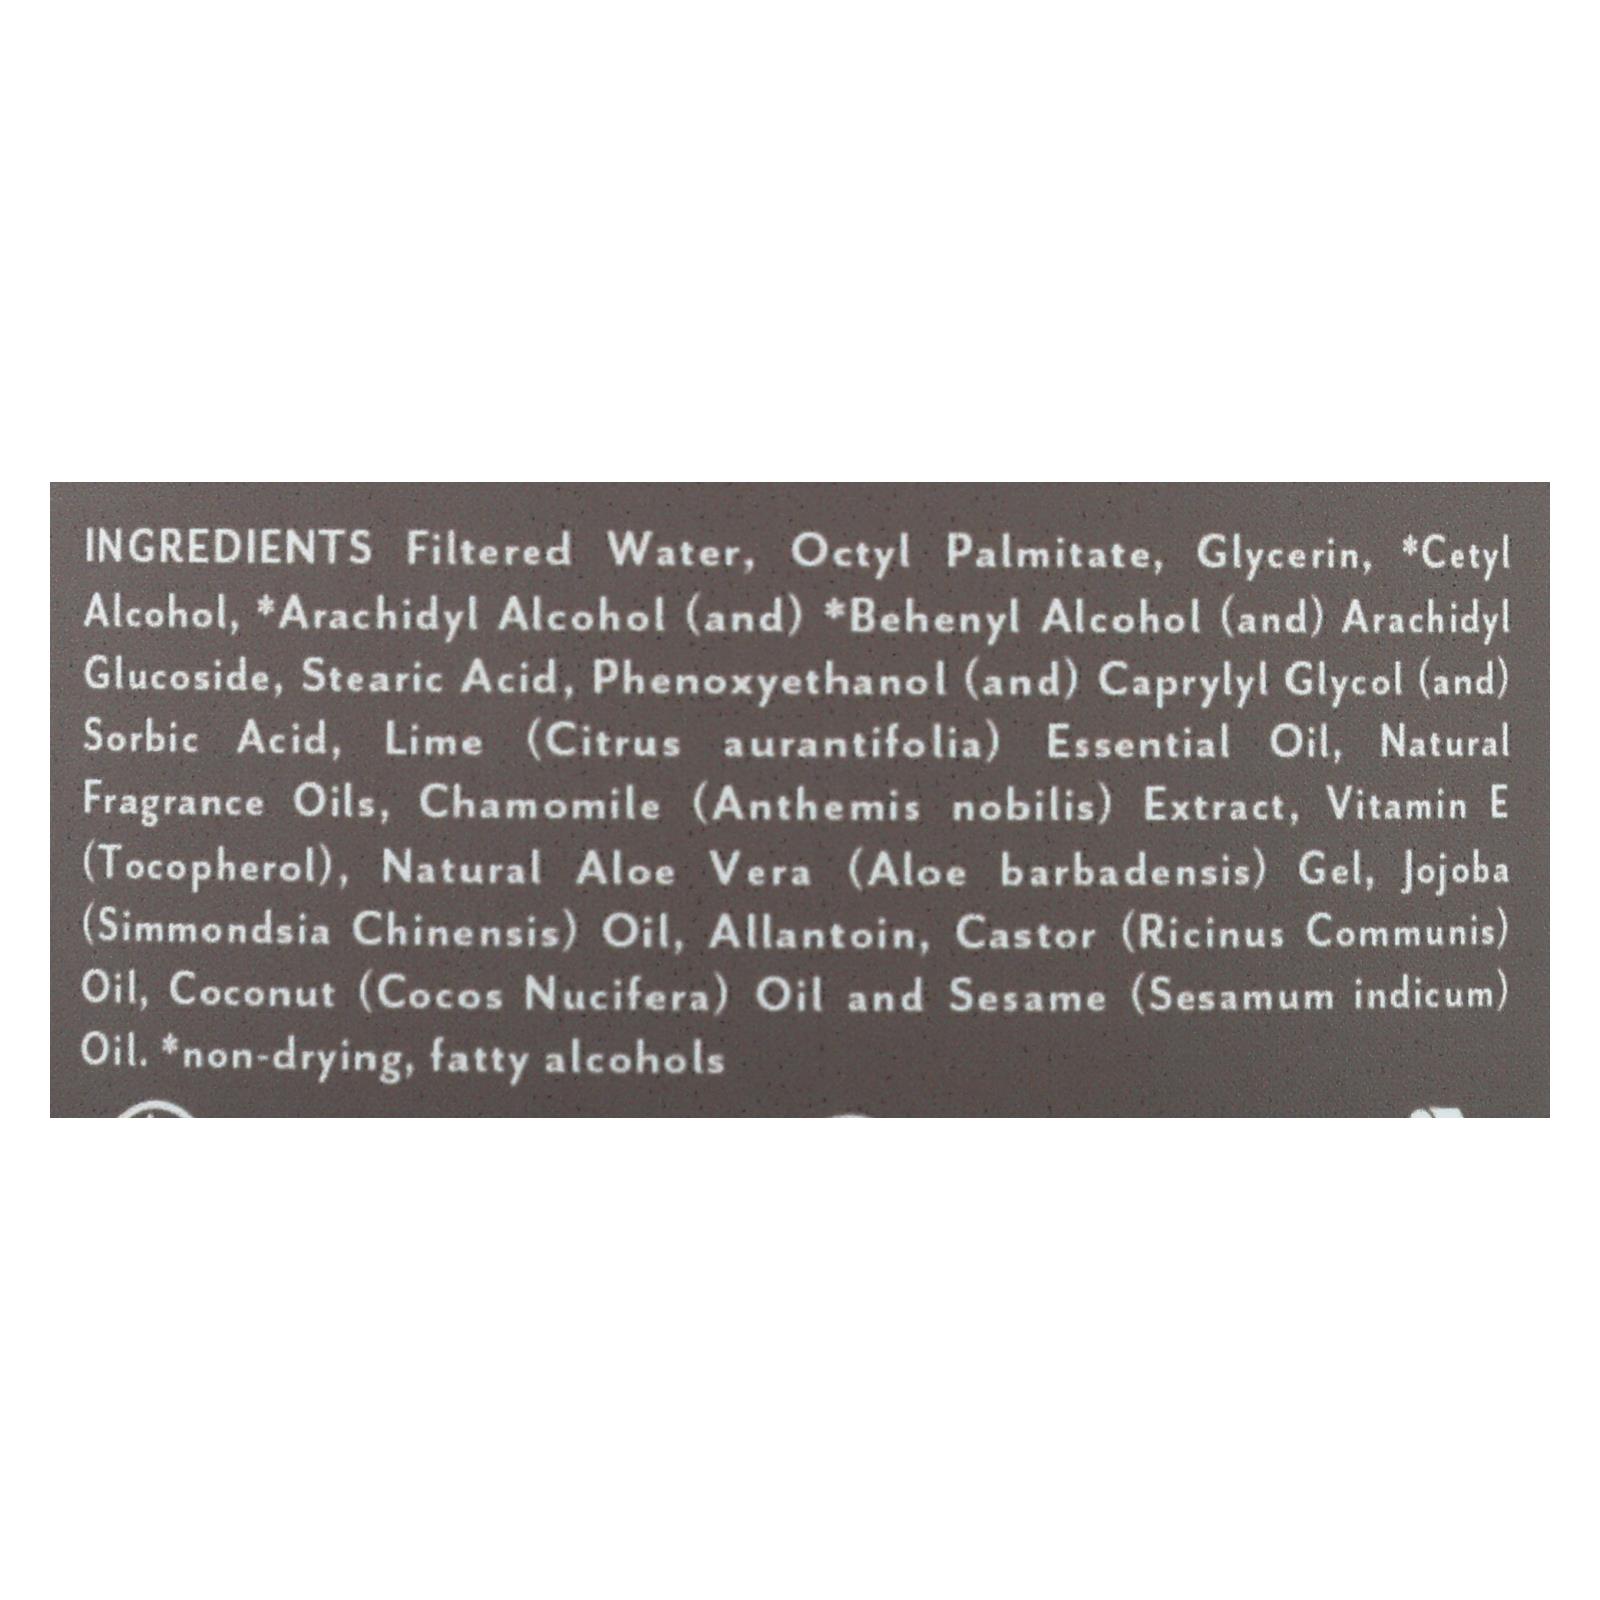 INGREDIENTS Filtered Water, Octyl Palmitate, Glycerin, *Cetyl
Alcohol, *Arachidyl Alcohol (and) *Behenyl Alcohol (and) Arachidyl
Glucoside, Stearic Acid, Phenoxyethanol (and) Caprylyl Glycol (and)
Sorbic Acid, Lime (Citrus aurantifolia) Essential Oil, Natural
Fragrance Oils, Chamomile (Anthemis nobilis) Extract, Vitamin E
(Tocopherol), Natural Aloe Vera (Aloe barbadensis) Gel, Jojoba
(Simmondsia Chinensis) Oil, Allantoin, Castor (Ricinus Communis)
Oil, Coconut (Cocos Nucifera) Oil and Sesame (Sesamum indicum)
Oil. *non-drying, fatty alcohols